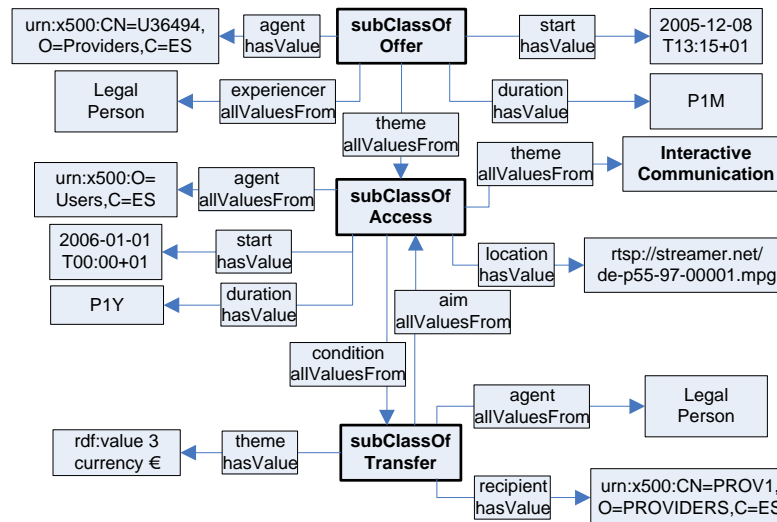 urn:x500:CN=U36494,
O=Providers,C=ES
agent
hasValue
subClassOf
Offer
start
hasValue
2005-12-08
T13:15+01
Legal
Person
experiencer
allValuesFrom
duration
hasValue
P1M
theme
allValuesFrom
theme
allValuesFrom
Interactive
Communication
urn:x500:O=
Users,C=ES
agent
allValuesFrom
subClassOf
Access
2006-01-01
T00:00+01
start
hasValue
location
hasValue
rtsp://streamer.net/
de-p55-97-00001.mpg
P1Y
duration
hasValue
aim
allValuesFrom
condition
allValuesFrom
agent
allValuesFrom
Legal
Person
rdf:value 3
currency €
theme
hasValue
subClassOf
Transfer
recipient
hasValue
urn:x500:CN=PROV1,
O=PROVIDERS,C=ES